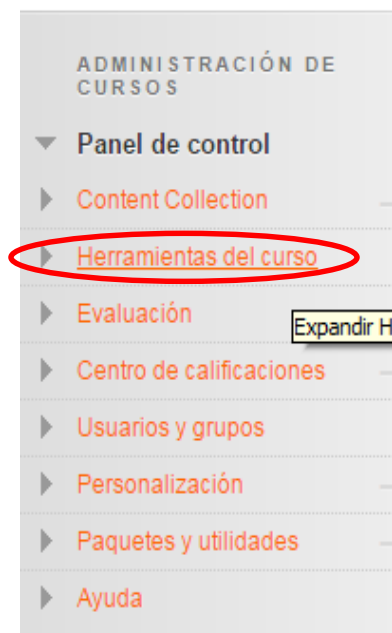 ADMINISTRACIÓN DE
CURSOS
Panel de control
Content Collection
Herramientas del curso
Evaluación
Expandir H
Centro de calificaciones
Usuarios y grupos
Personalización
Paquetes y utilidades
Ayuda